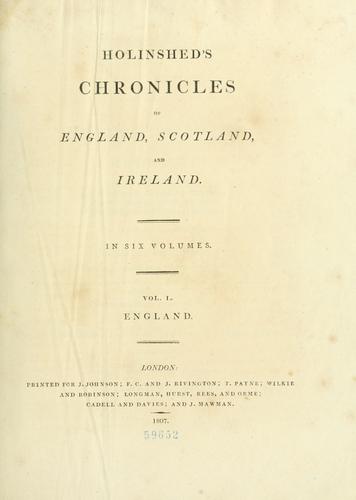 HOLINSHED'S
CHRONICLES
OF
ENGLAND, SCOTLAND,
AND
IRELAND.
IN SIX VOLUMES.
VOL. I.
ENGLAND.
LONDON:
PRINTED FOR J. JOHNSON; F. C. AND J. RIVINGTON; T. PAYNE; WILKIE
AND ROBINSON; LONGMAN, HURST, REES, AND ORME;
CADELL AND DAVIES; AND J. MAWMAN.
1807.
59652